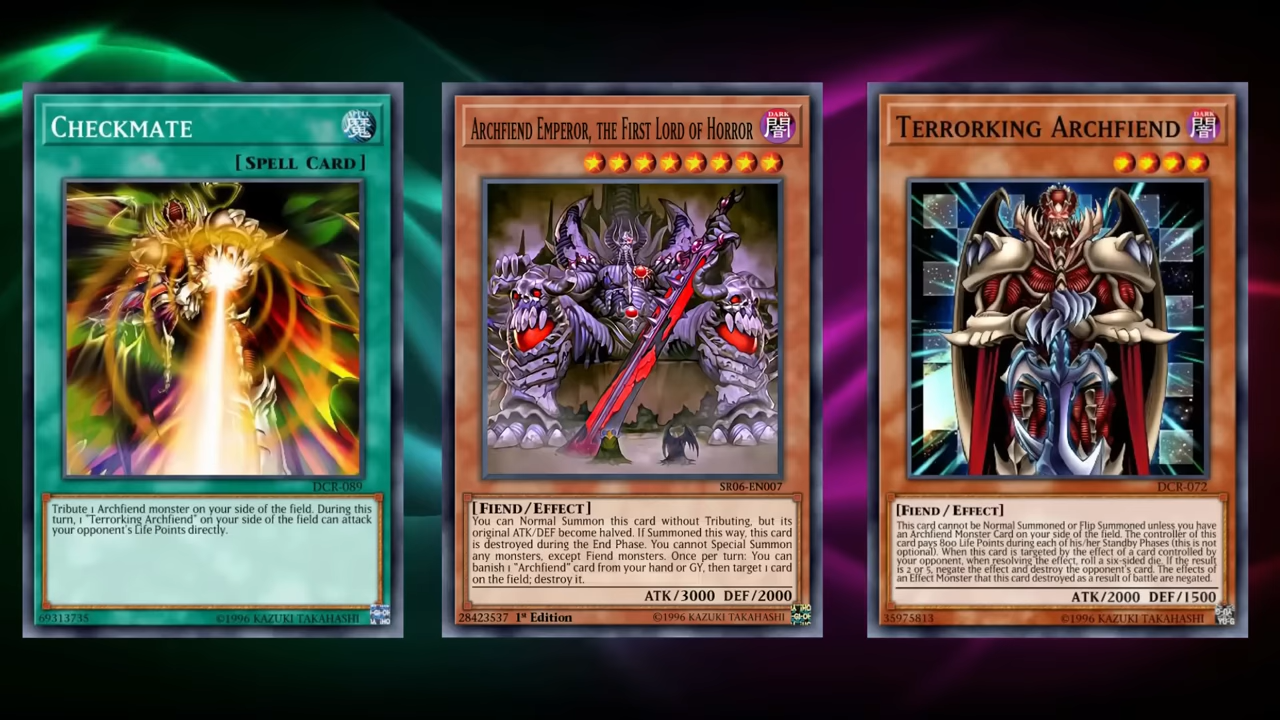 CHECKMATE
SPELL
魔
[SPELL CARD]
DCR-089
Tribute 1 Archfiend monster on your side of the field. During this
turn, 1 "Terrorking Archfiend" on your side of the field can attack
your opponent's Life Points directly.
69313735
©1996 KAZUKI TAKAHASHI
ARCHFIEND EMPEROR, THE FIRST LORD OF HORROR
DARK
闇
SR06-EN007
[FIEND/EFFECT]
You can Normal Summon this card without Tributing, but its
original ATK/DEF become halved. If Summoned this way, this card
is destroyed during the End Phase. You cannot Special Summon
any monsters, except Fiend monsters. Once per turn: You can
banish 1 "Archfiend" card from your hand or GY, then target 1 card
on the field; destroy it.
ATK/3000 DEF/2000
28423537 1st Edition
©1996 KAZUKI TAKAHASHI
TERRORKING ARCHFIEND
DARK
闇
DCR-072
[FIEND/EFFECT]
This card cannot be Normal Summoned or Flip Summoned unless you have
an Archfiend Monster Card on your side of the field. The controller of this
card pays 800 Life Points during each of his/her Standby Phases (this is not
optional). When this card is targeted by the effect of a card controlled by
your opponent, when resolving the effect, roll a six-sided die. If the result
is 2 or 5, negate the effect and destroy the opponent's card. The effects of
an Effect Monster that this card destroyed as a result of battle are negated.
ATK/2000 DEF/1500
35975813
©1996 KAZUKI TAKAHASHI